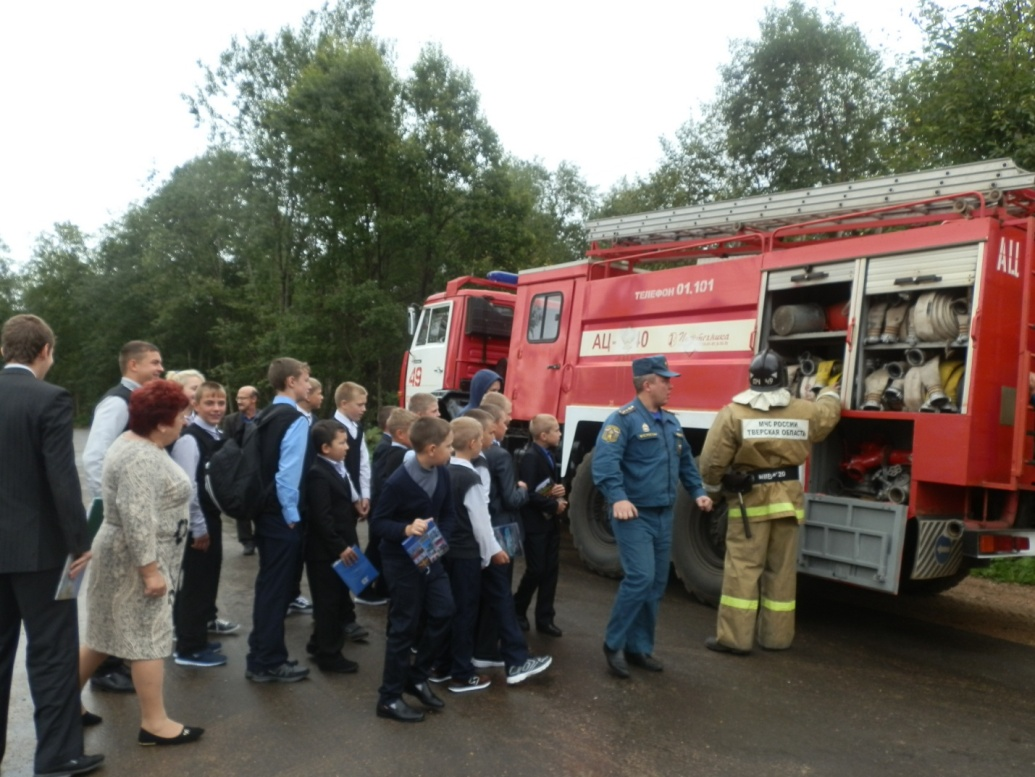 ТЕЛЕФОН 01, 101
АЦ
40
49
АЦ
МЧС РОССИИ
ТВЕРСКАЯ ОБЛАСТЬ